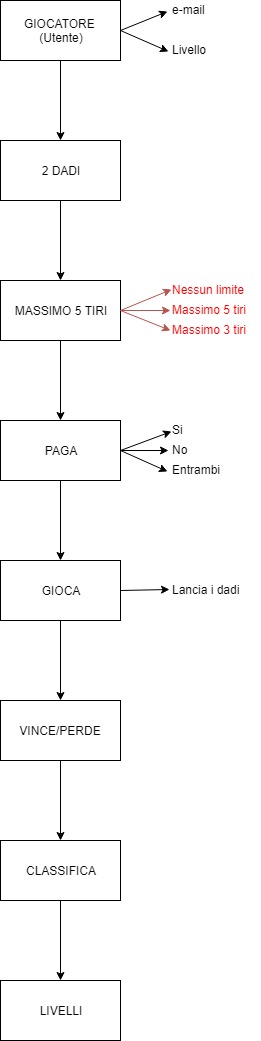 GIOCATORE
(Utente)
e-mail
Livello
2 DADI
MASSIMO 5 TIRI
Nessun limite
Massimo 5 tiri
Massimo 3 tiri
PAGA
Si
No
Entrambi
GIOCA
Lancia i dadi
VINCE/PERDE
CLASSIFICA
LIVELLI